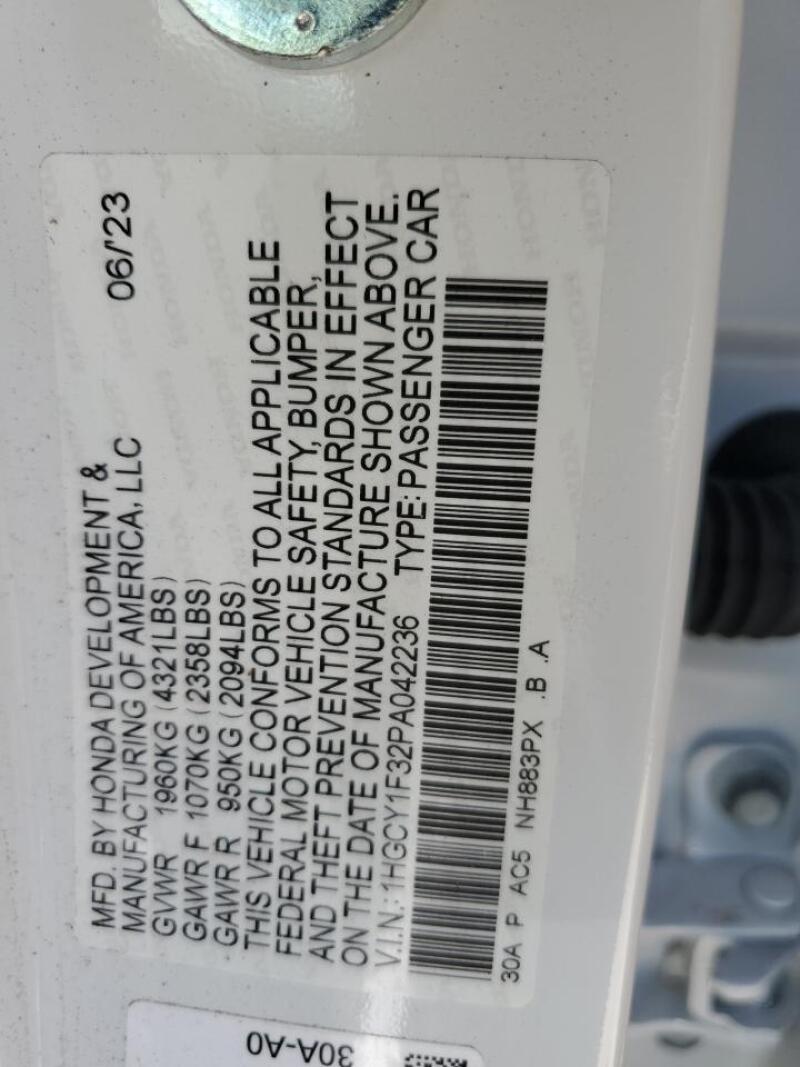 MFD. BY HONDA DEVELOPMENT & 06/'23
MANUFACTURING OF AMERICA, LLC
GVWR 1960KG (4321LBS)
GAWR F 1070KG (2358LBS)
GAWR R 950KG (2094LBS)
THIS VEHICLE CONFORMS TO ALL APPLICABLE
FEDERAL MOTOR VEHICLE SAFETY, BUMPER,
AND THEFT PREVENTION STANDARDS IN EFFECT
ON THE DATE OF MANUFACTURE SHOWN ABOVE.
V.I.N.: 1HGCY1F32PA042236 TYPE: PASSENGER CAR
30A P AC5 NH883PX .B .A
30A-A0